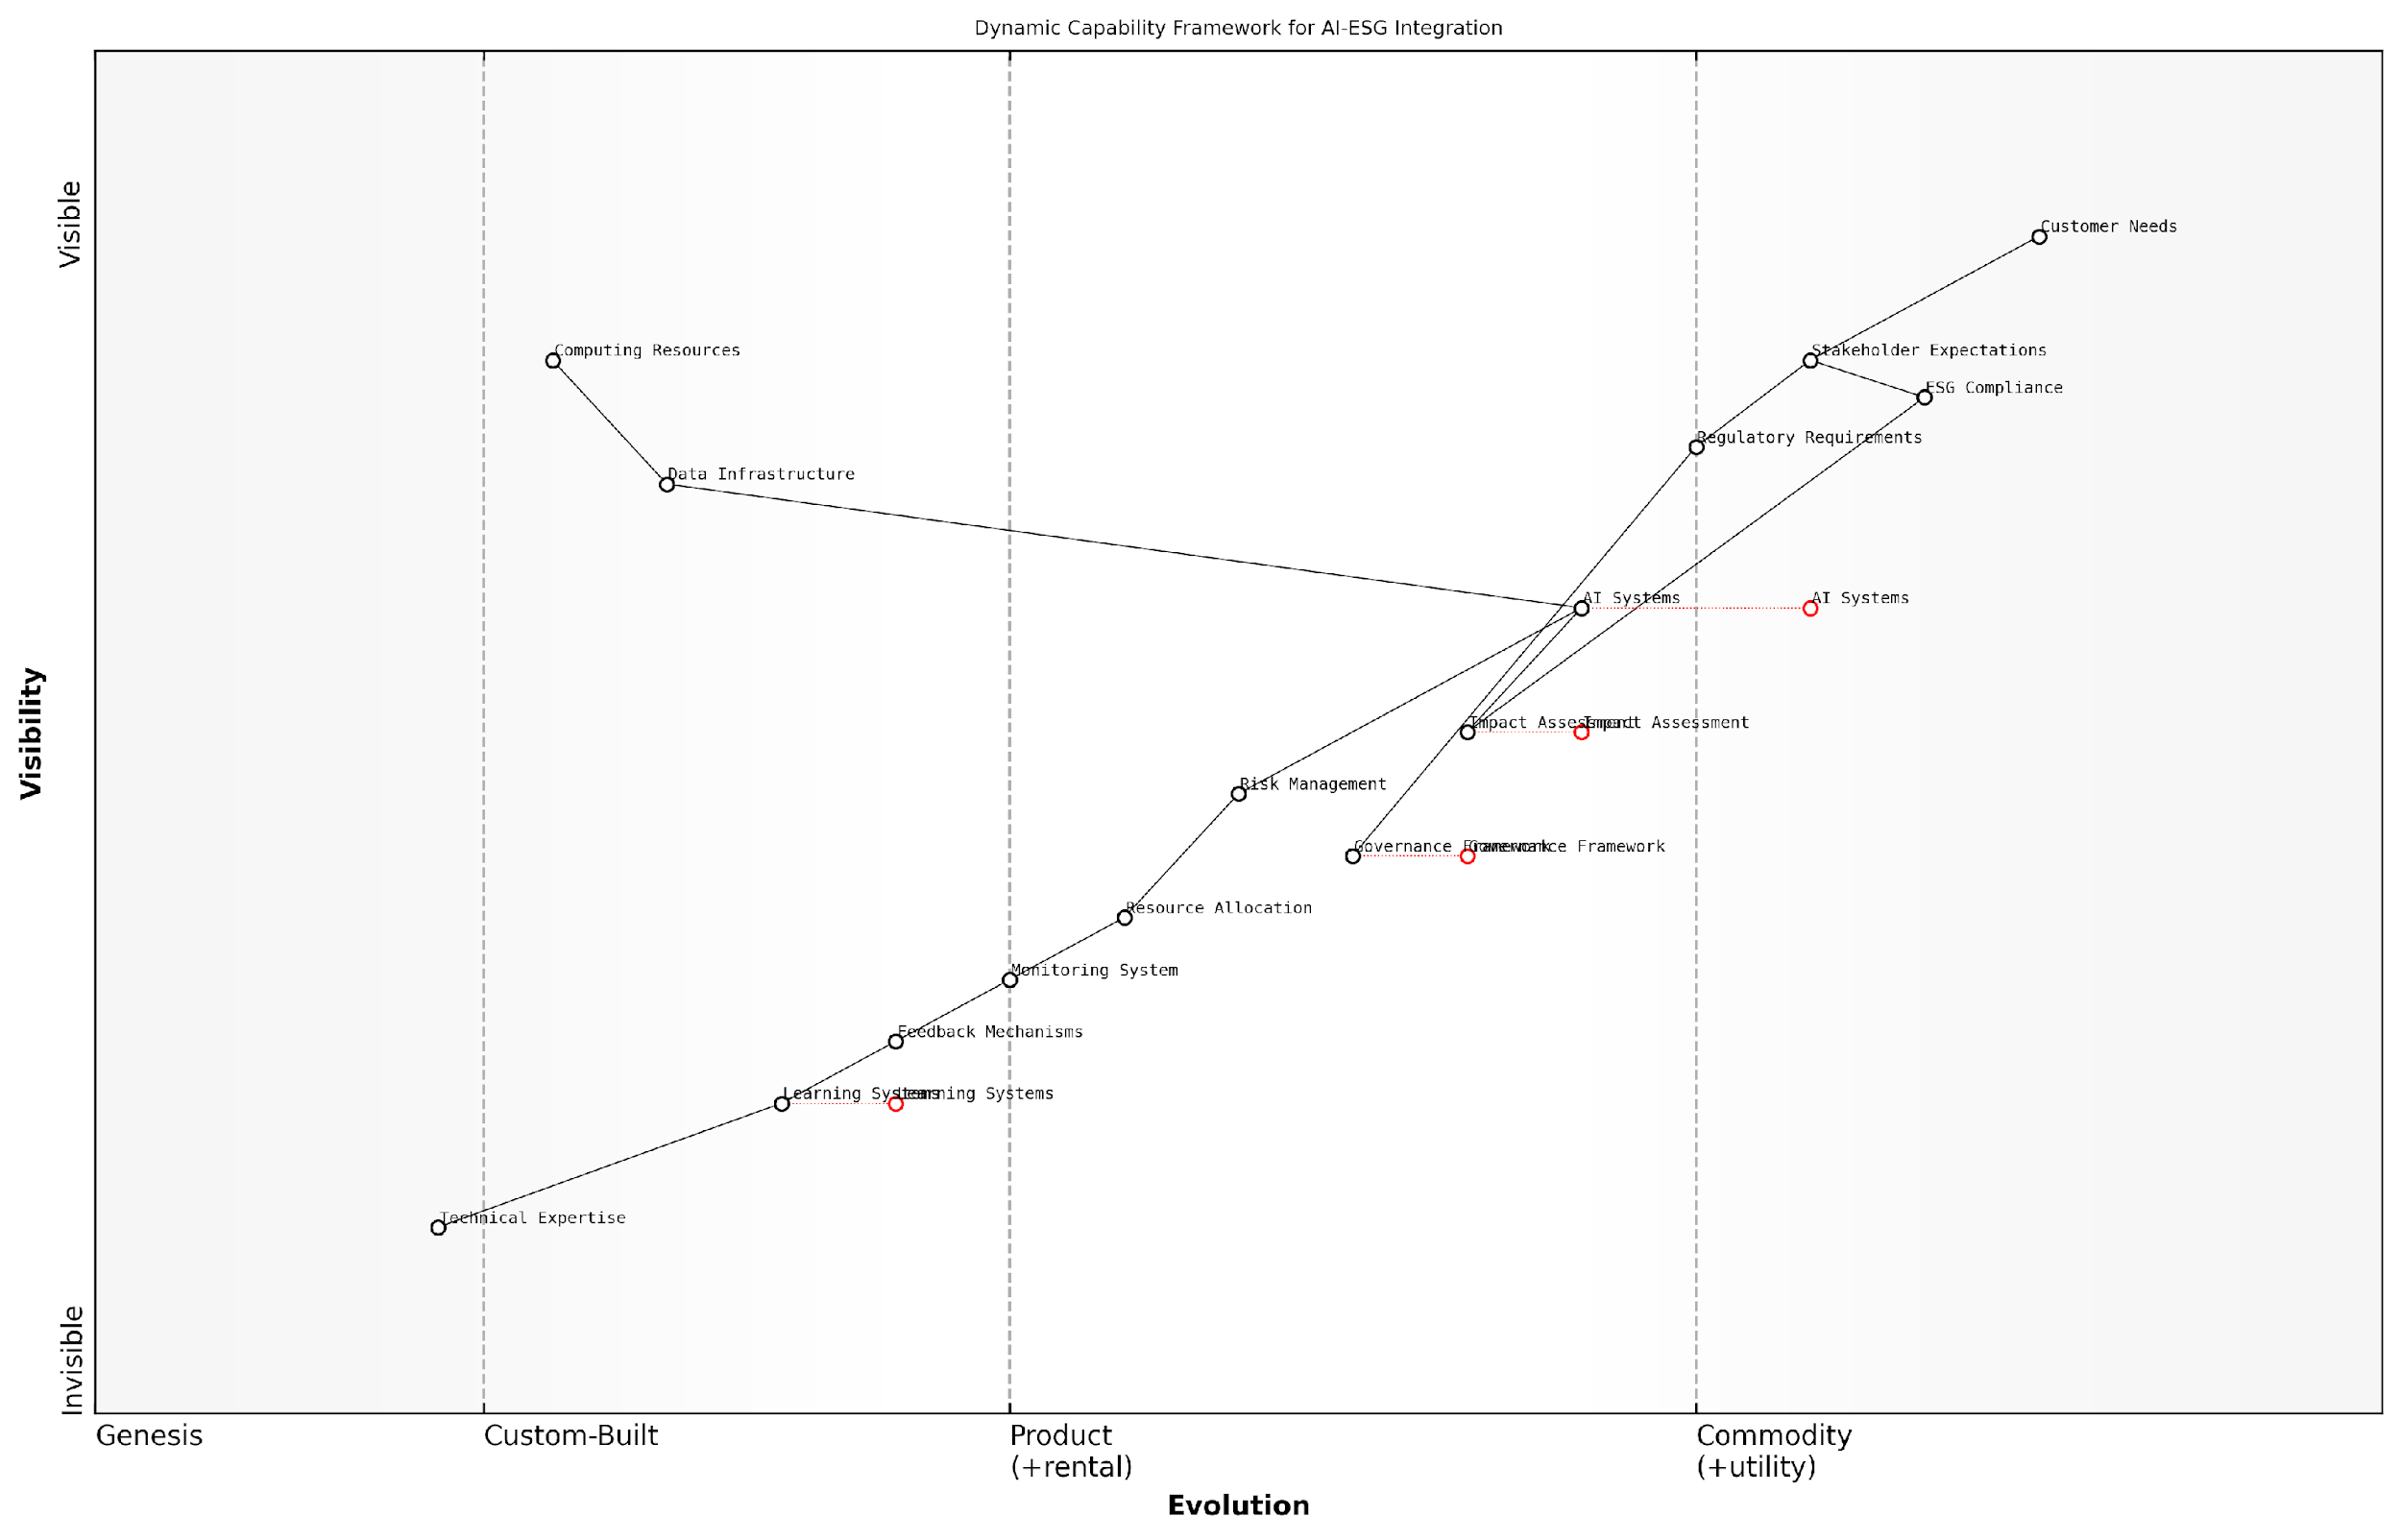 Dynamic Capability Framework for AI-ESG Integration
Visible
Customer Needs
Computing Resources
Stakeholder Expectations
ESG Compliance
Regulatory Requirements
Data Infrastructure
AI Systems
AI Systems
Impact Assessment
Impact Assessment
Visibility
Risk Management
Governance Framework
Governance Framework
Resource Allocation
Monitoring System
Feedback Mechanisms
Learning Systems
Learning Systems
Technical Expertise
Invisible
Genesis
Custom-Built
Product
(+rental)
Commodity
(+utility)
Evolution